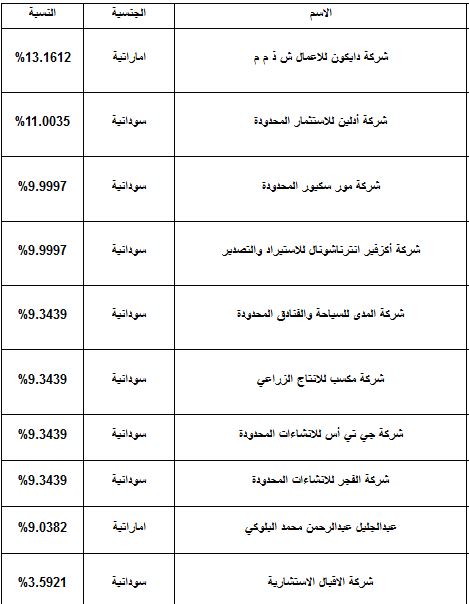 الاسم الجنسية النسبة
شركة دايكون للاعمال ش ذ م م اماراتية %13.1612
شركة أدلين للاستثمار المحدودة سودانية %11.0035
شركة مور سكيور المحدودة سودانية %9.9997
شركة أكزفير انترناشونال للاستيراد والتصدير سودانية %9.9997
شركة المدى للسياحة والفنادق المحدودة سودانية %9.3439
شركة مكسب للانتاج الزراعي سودانية %9.3439
شركة جي تي أس للانشاءات المحدودة سودانية %9.3439
شركة الفجر للانشاءات المحدودة سودانية %9.3439
عبدالجليل عبدالرحمن محمد البلوكي اماراتية %9.0382
شركة الاقبال الاستشارية سودانية %3.5921